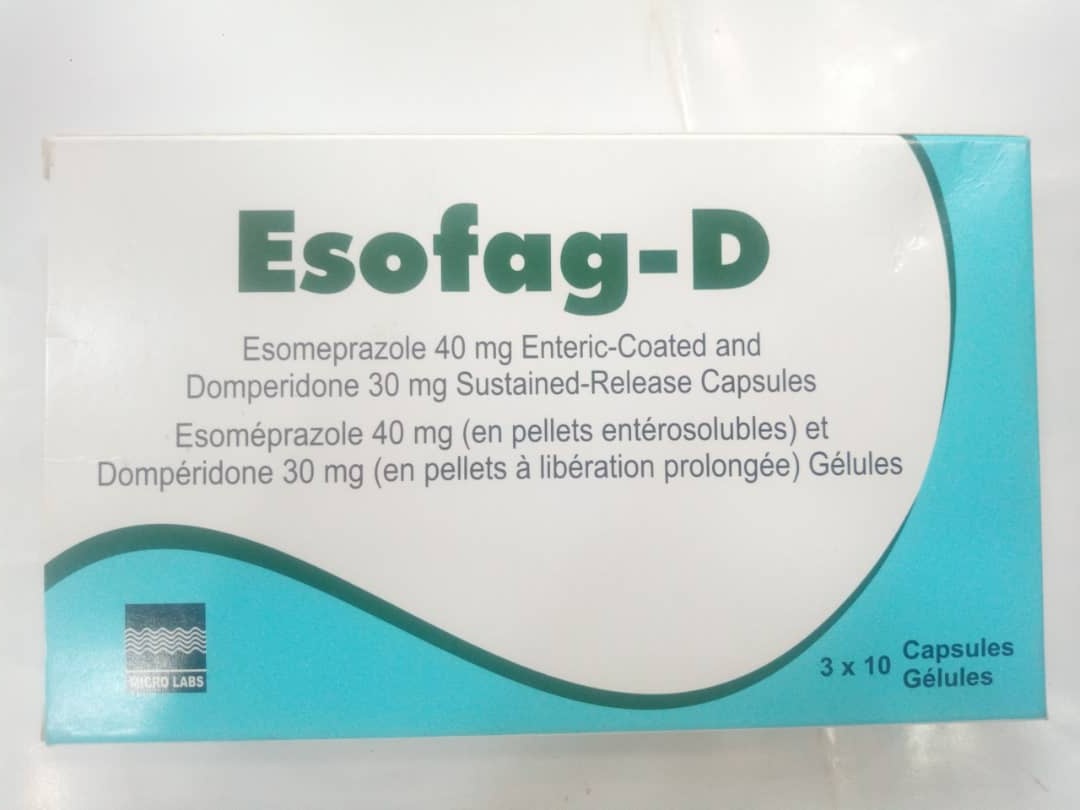 Esofag-D
Esomeprazole 40 mg Enteric-Coated and
Domperidone 30 mg Sustained-Release Capsules
Esoméprazole 40 mg (en pellets entérosolubles) et
Dompéridone 30 mg (en pellets à libération prolongée) Gélules
MICRO LABS
3 x 10 Capsules
Gélules